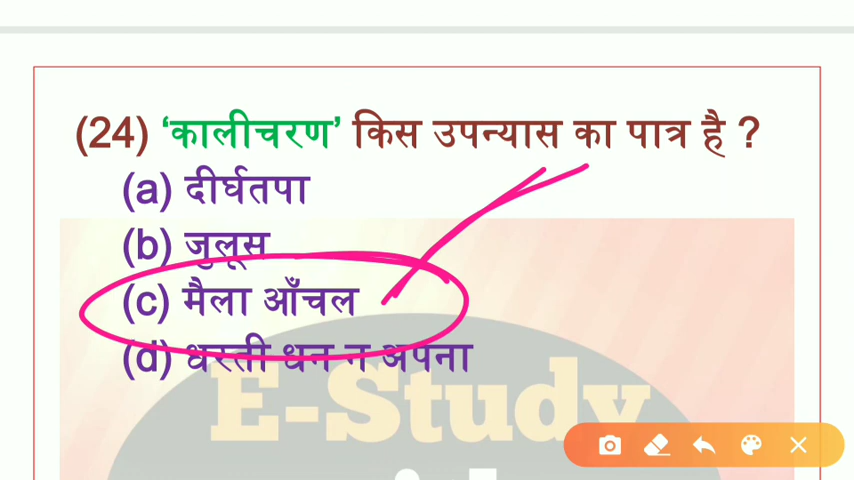 (24) ‘कालीचरण’ किस उपन्यास का पात्र है ?
(a) दीर्घतपा
(b) जुलूस
(c) मैला आँचल
(d) धरती धन न अपना
E-Study